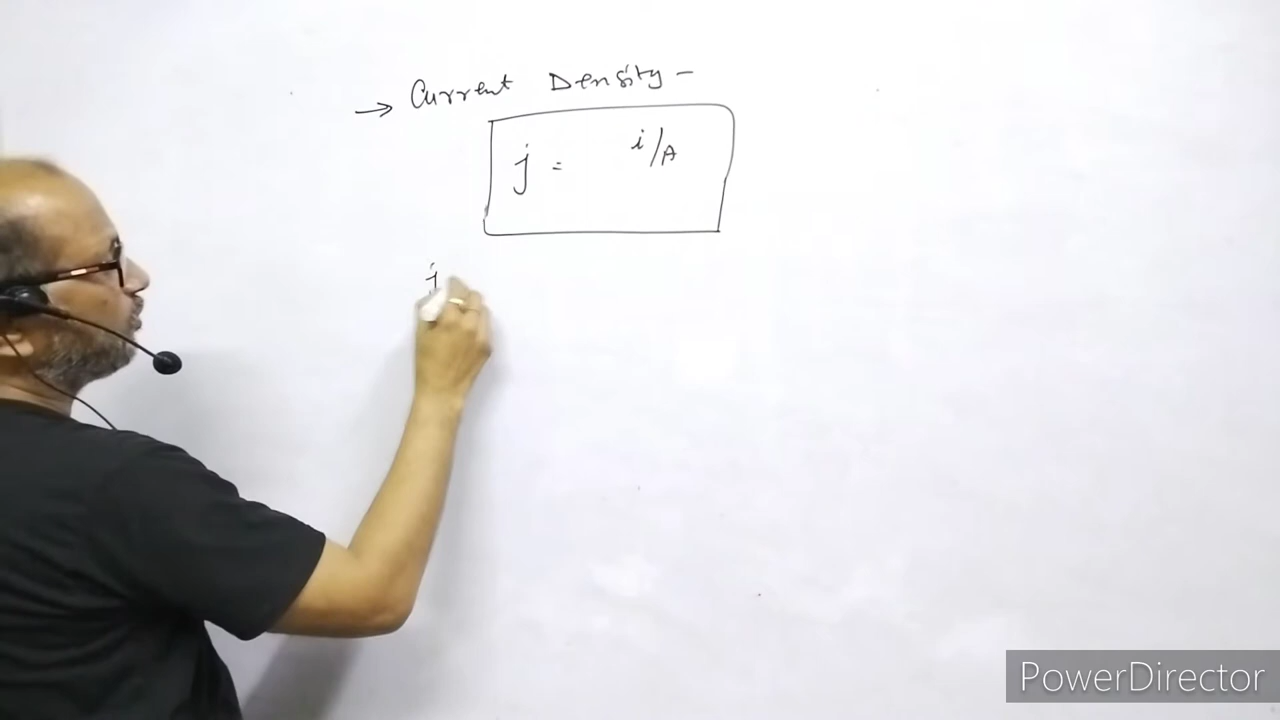 → Current Density -
j = i/A
j
PowerDirector